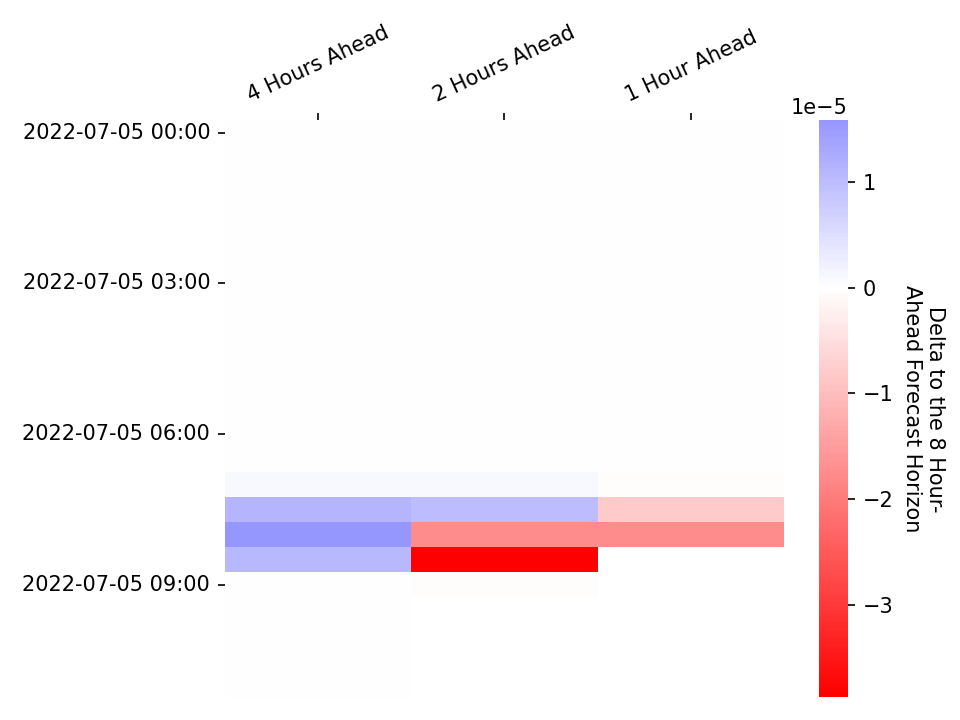 4 Hours Ahead
2 Hours Ahead
1 Hour Ahead
1e−5
2022-07-05 00:00
2022-07-05 03:00
2022-07-05 06:00
2022-07-05 09:00
1
0
−1
−2
−3
Delta to the 8 Hour-
Ahead Forecast Horizon